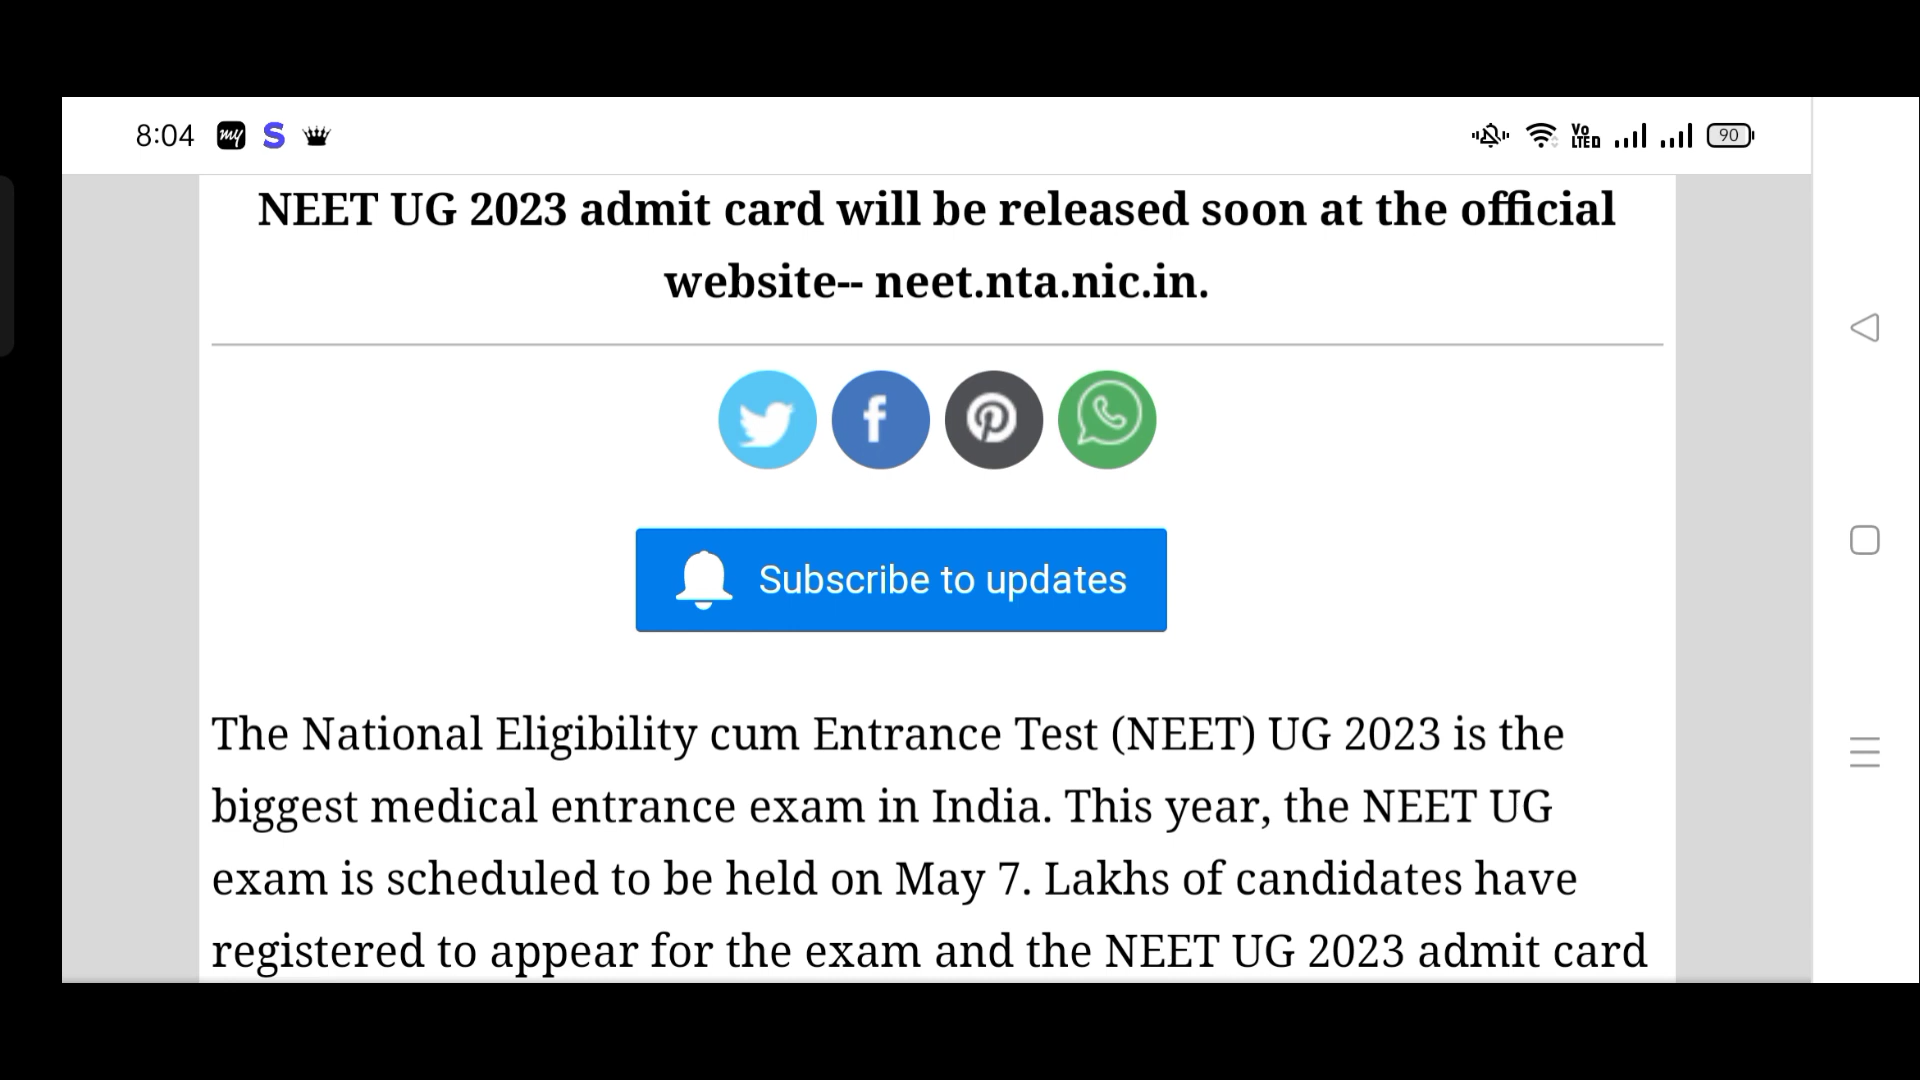 8:04 my S Vo LTE 90
NEET UG 2023 admit card will be released soon at the official
website-- neet.nta.nic.in.
f
Subscribe to updates
The National Eligibility cum Entrance Test (NEET) UG 2023 is the
biggest medical entrance exam in India. This year, the NEET UG
exam is scheduled to be held on May 7. Lakhs of candidates have
registered to appear for the exam and the NEET UG 2023 admit card